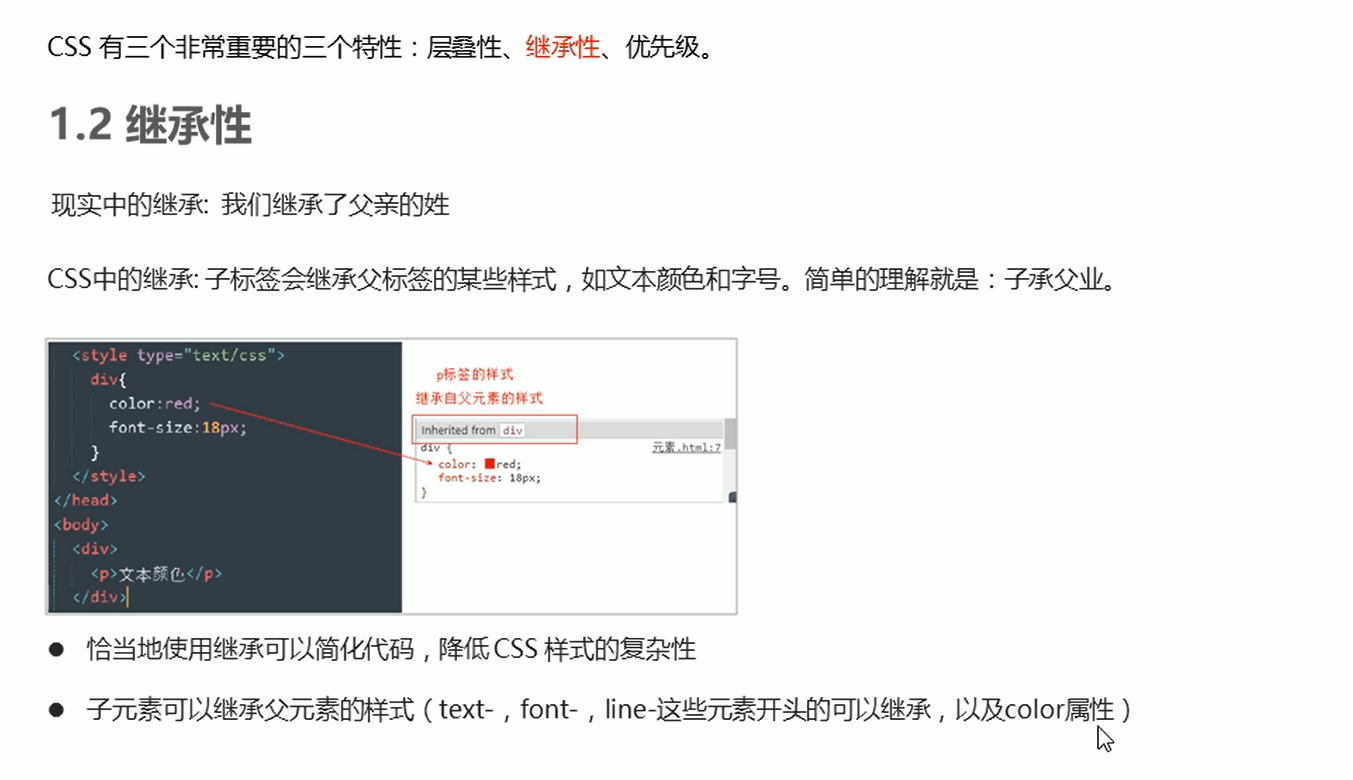 CSS 有三个非常重要的三个特性：层叠性、继承性、优先级。
1.2 继承性
现实中的继承: 我们继承了父亲的姓
CSS中的继承: 子标签会继承父标签的某些样式，如文本颜色和字号。简单的理解就是：子承父业。
<style type="text/css">
div{
color:red;
font-size:18px;
}
</style>
</head>
<body>
<div>
<p>文本颜色</p>
</div>
p标签的样式
继承自父元素的样式
Inherited from div
div { 元素.html:7
color: red;
font-size: 18px;
}
恰当地使用继承可以简化代码，降低 CSS 样式的复杂性
子元素可以继承父元素的样式（text-，font-，line-这些元素开头的可以继承，以及color属性）